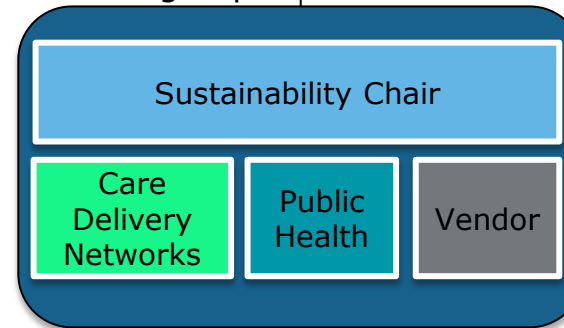 Sustainability Chair
Care
Delivery
Networks
Public
Health
Vendor